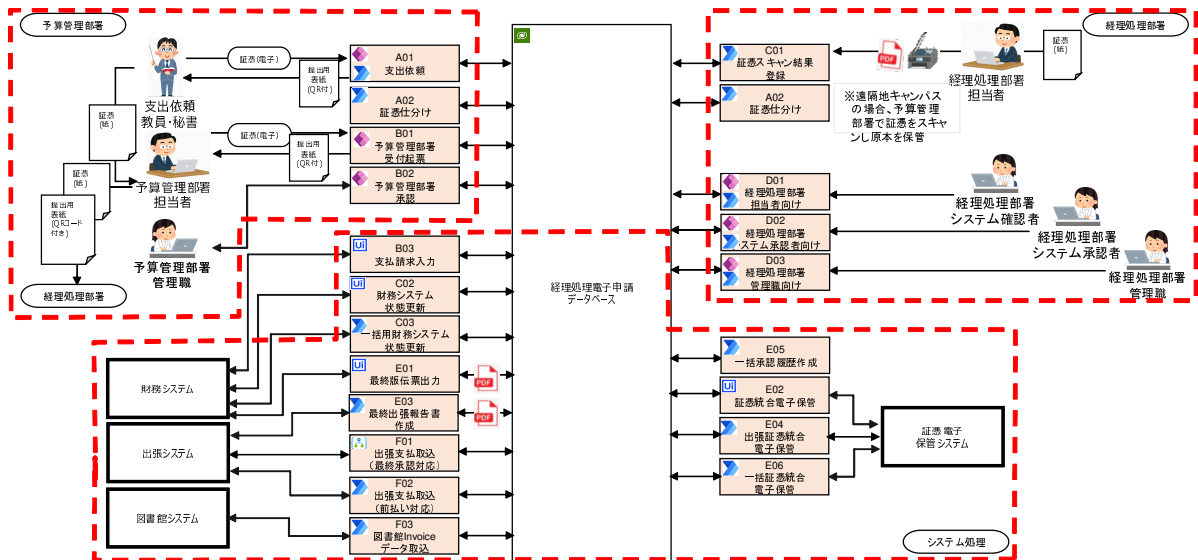 予算管理部署
証憑(電子)
提出用
表紙
(QR付)
A01
支出依頼
支出依頼
教員・秘書
証憑
(紙)
A02
証憑仕分け
証憑(電子)
提出用
表紙
(QR付)
B01
予算管理部署
受付起票
証憑
(紙)
予算管理部署
担当者
B02
予算管理部署
承認
提出用
表紙
(QRコード
付き)
予算管理部署
管理職
経理処理部署
Ui
B03
支払請求入力
Ui
C02
財務システム
状態更新
C03
一括用財務システム
状態更新
Ui
E01
最終版伝票出力
PDF
E03
最終出張報告書
作成
PDF
F01
出張支払取込
(最終承認対応)
F02
出張支払取込
(前払い対応)
F03
図書館Invoice
データ取込
財務システム
出張システム
図書館システム
経理処理電子申請
データベース
経理処理部署
C01
証憑スキャン結果
登録
PDF
経理処理部署
担当者
証憑
(紙)
A02
証憑仕分け
※遠隔地キャンパス
の場合、予算管理
部署で証憑をスキャ
ンし原本を保管
D01
経理処理部署
担当者向け
経理処理部署
システム確認者
D02
経理処理部署
ステム承認者向け
経理処理部署
システム承認者
D03
経理処理部署
管理職向け
経理処理部署
管理職
E05
一括承認履歴作成
Ui
E02
証憑統合電子保管
E04
出張証憑統合
電子保管
E06
一括証憑統合
電子保管
証憑電子
保管システム
システム処理